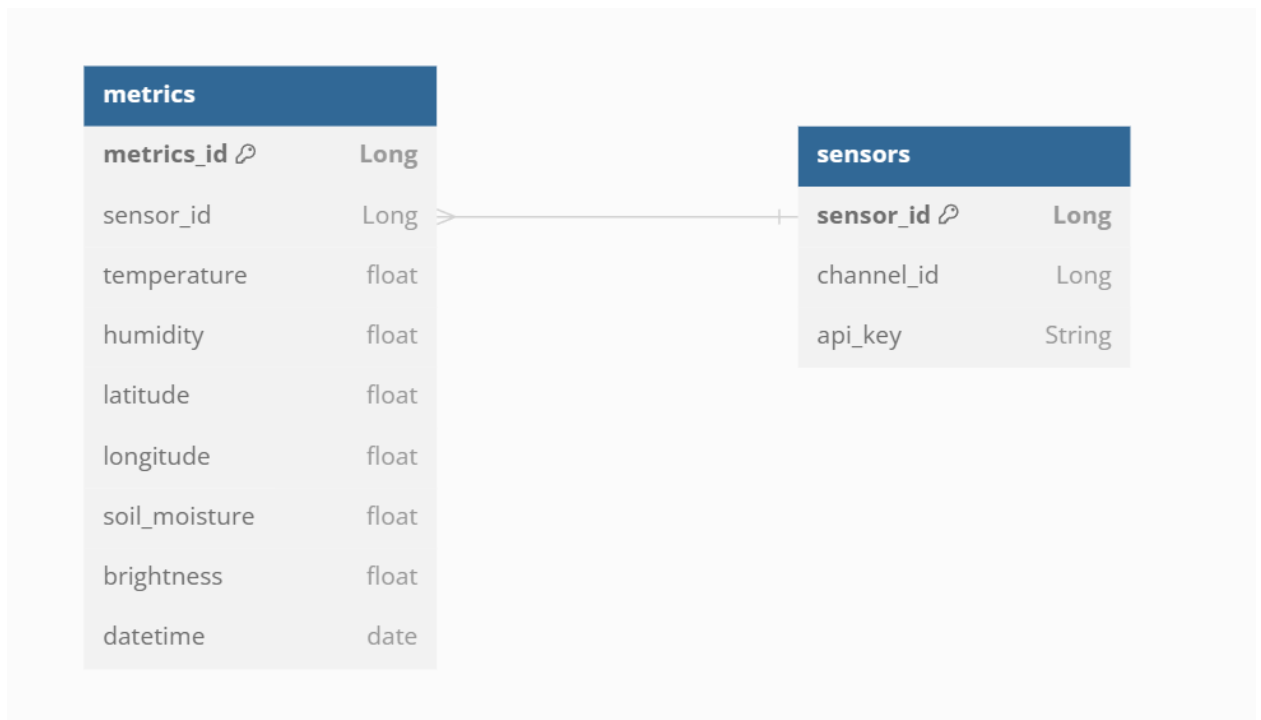 metrics
metrics_id Long
sensor_id Long
temperature float
humidity float
latitude float
longitude float
soil_moisture float
brightness float
datetime date
sensors
sensor_id Long
channel_id Long
api_key String